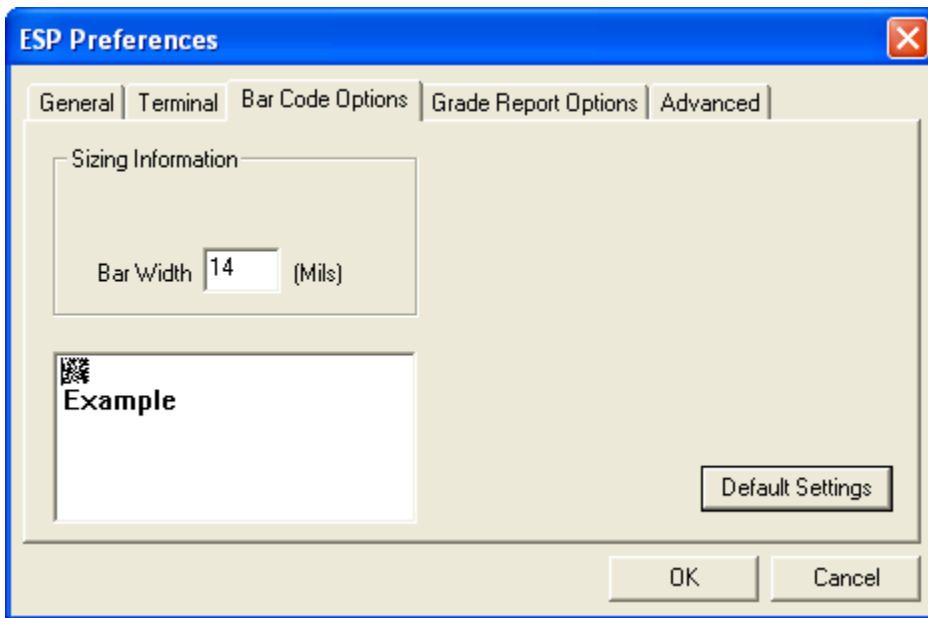 ESP Preferences
General Terminal Bar Code Options Grade Report Options Advanced
Sizing Information
Bar Width 14 (Mils)
Example
Default Settings
OK Cancel